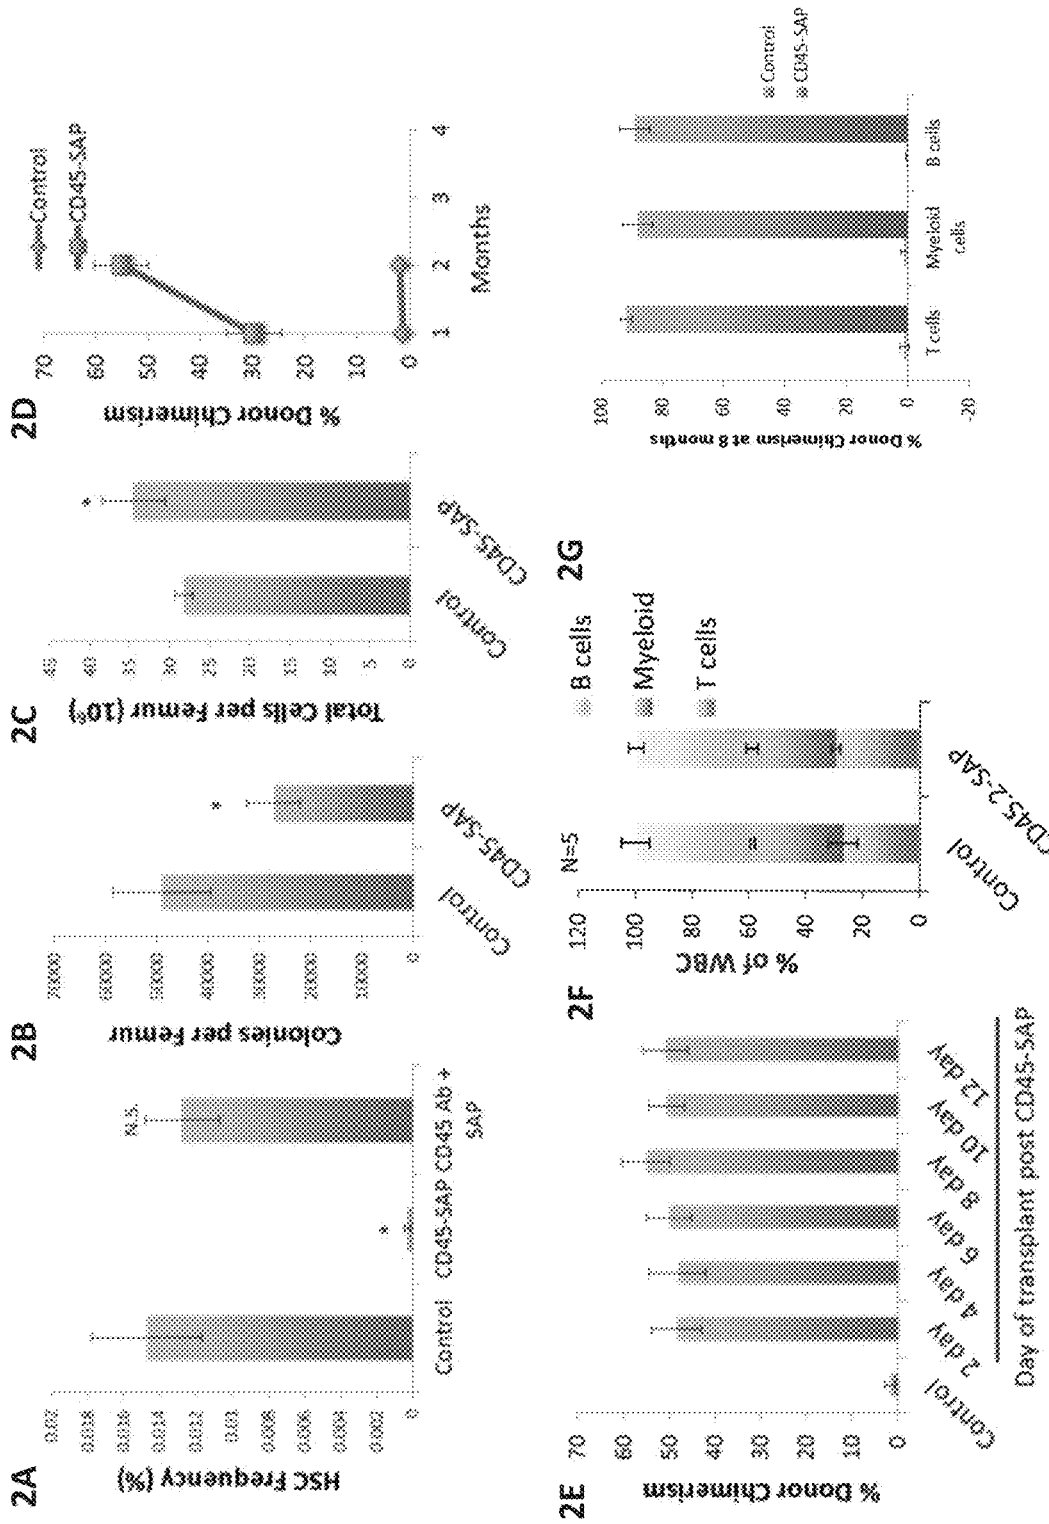 2A
HSC Frequency (%)
0.02
0.018
0.016
0.014
0.012
0.01
0.008
0.006
0.004
0.002
0
N.S.
*
Control
CD45-SAP
CD45 Ab + SAP
2B
Colonies per Femur
70000
60000
50000
40000
30000
20000
10000
0
*
Control
CD45-SAP
2C
Total Cells per Femur (10⁶)
45
40
35
30
25
20
15
10
5
0
*
Control
CD45-SAP
2D
% Donor Chimerism
70
60
50
40
30
20
10
0
1
2
3
4
Months
Control
CD45-SAP
2E
% Donor Chimerism
70
60
50
40
30
20
10
0
Control
2 day
4 day
6 day
8 day
10 day
12 day
Day of transplant post CD45-SAP
2F
% of WBC
120
100
80
60
40
20
0
N=5
Control
CD45.2-SAP
B cells
Myeloid
T cells
2G
% Donor Chimerism at 8 months
100
80
60
40
20
0
-20
T cells
Myeloid
cells
B cells
Control
CD45-SAP